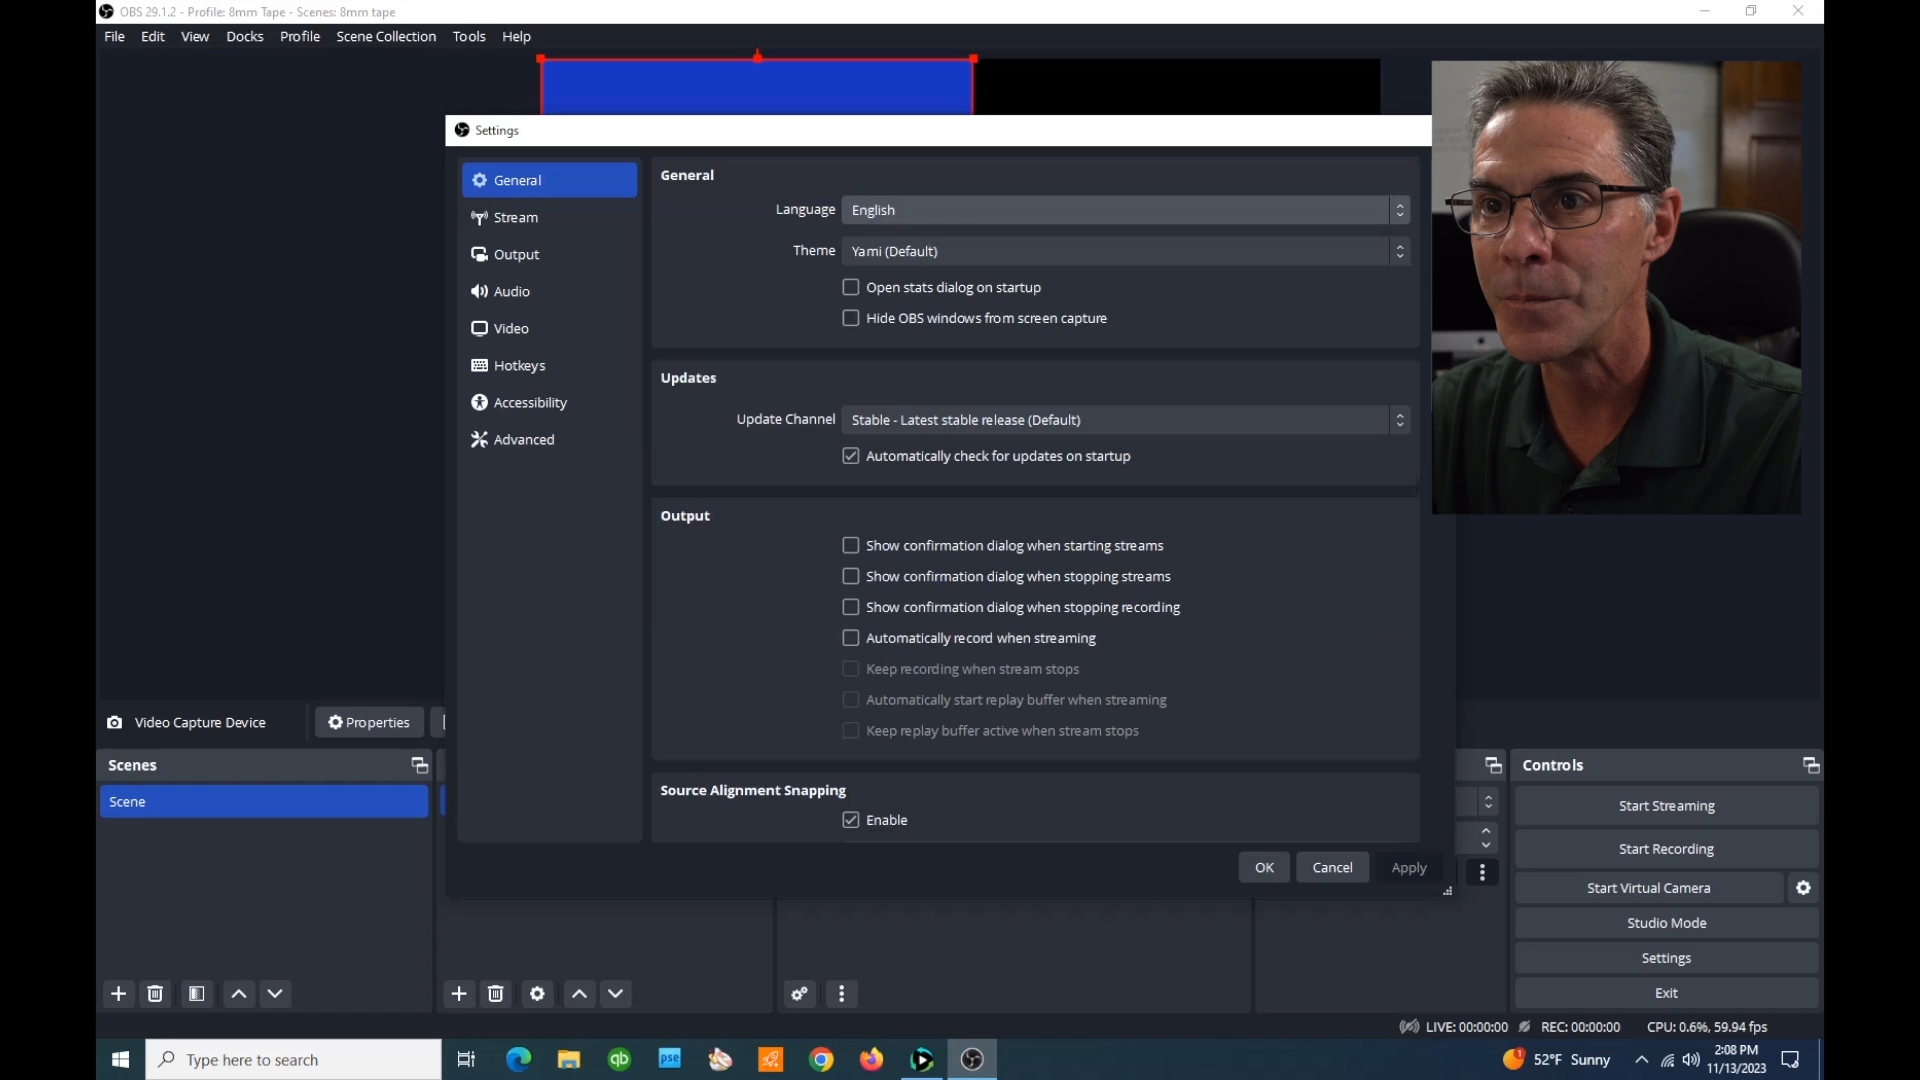 OBS 29.1.2 - Profile: 8mm Tape - Scenes: 8mm tape
File Edit View Docks Profile Scene Collection Tools Help
Settings
General
Stream
Output
Audio
Video
Hotkeys
Accessibility
Advanced
General
Language English
Theme Yami (Default)
Open stats dialog on startup
Hide OBS windows from screen capture
Updates
Update Channel Stable - Latest stable release (Default)
Automatically check for updates on startup
Output
Show confirmation dialog when starting streams
Show confirmation dialog when stopping streams
Show confirmation dialog when stopping recording
Automatically record when streaming
Keep recording when stream stops
Automatically start replay buffer when streaming
Keep replay buffer active when stream stops
Source Alignment Snapping
Enable
OK Cancel Apply
Video Capture Device Properties
Scenes
Scene
Controls
Start Streaming
Start Recording
Start Virtual Camera
Studio Mode
Settings
Exit
LIVE: 00:00:00 REC: 00:00:00 CPU: 0.6%, 59.94 fps
Type here to search
qb
pse
1
52°F Sunny
2:08 PM
11/13/2023